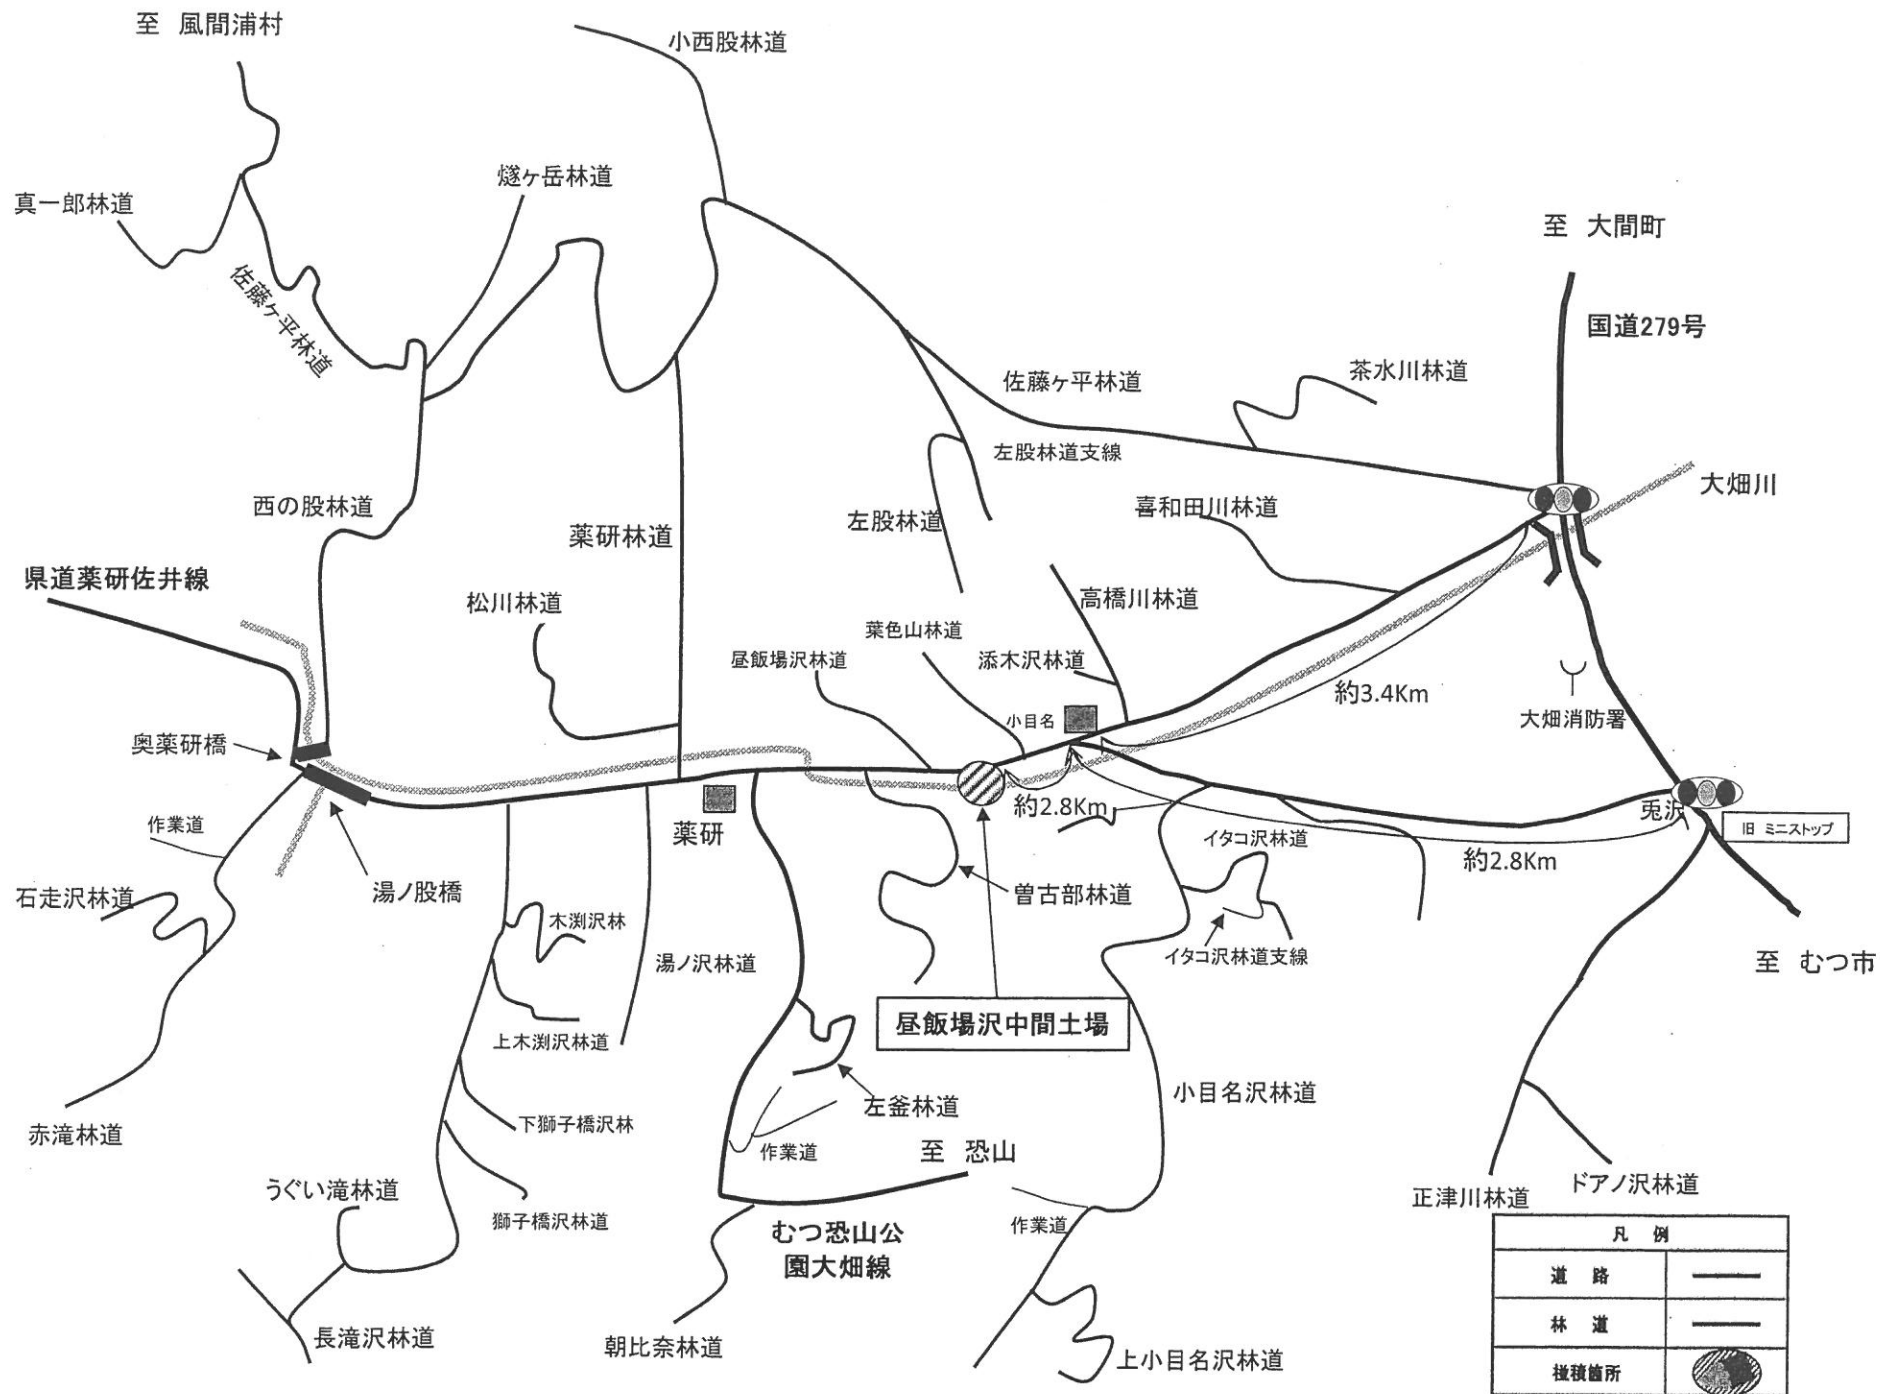 至 風間浦村
小西股林道
燧ヶ岳林道
真一郎林道
至 大間町
佐藤ヶ平林道
国道279号
佐藤ヶ平林道
茶水川林道
左股林道支線
大畑川
西の股林道
喜和田川林道
左股林道
薬研林道
県道薬研佐井線
松川林道
高橋川林道
葉色山林道
昼飯場沢林道
添木沢林道
約3.4Km
小目名
大畑消防署
奥薬研橋
約2.8Km
兎沢
旧 ミニストップ
作業道
薬研
イタコ沢林道
約2.8Km
石走沢林道
湯ノ股橋
曽古部林道
木渕沢林
湯ノ沢林道
イタコ沢林道支線
至 むつ市
昼飯場沢中間土場
上木渕沢林道
小目名沢林道
左釜林道
赤滝林道
下獅子橋沢林
作業道
至 恐山
うぐい滝林道
ドアノ沢林道
正津川林道
獅子橋沢林道
作業道
むつ恐山公
園大畑線
長滝沢林道
朝比奈林道
上小目名沢林道
凡 例
道 路
林 道
椪積箇所